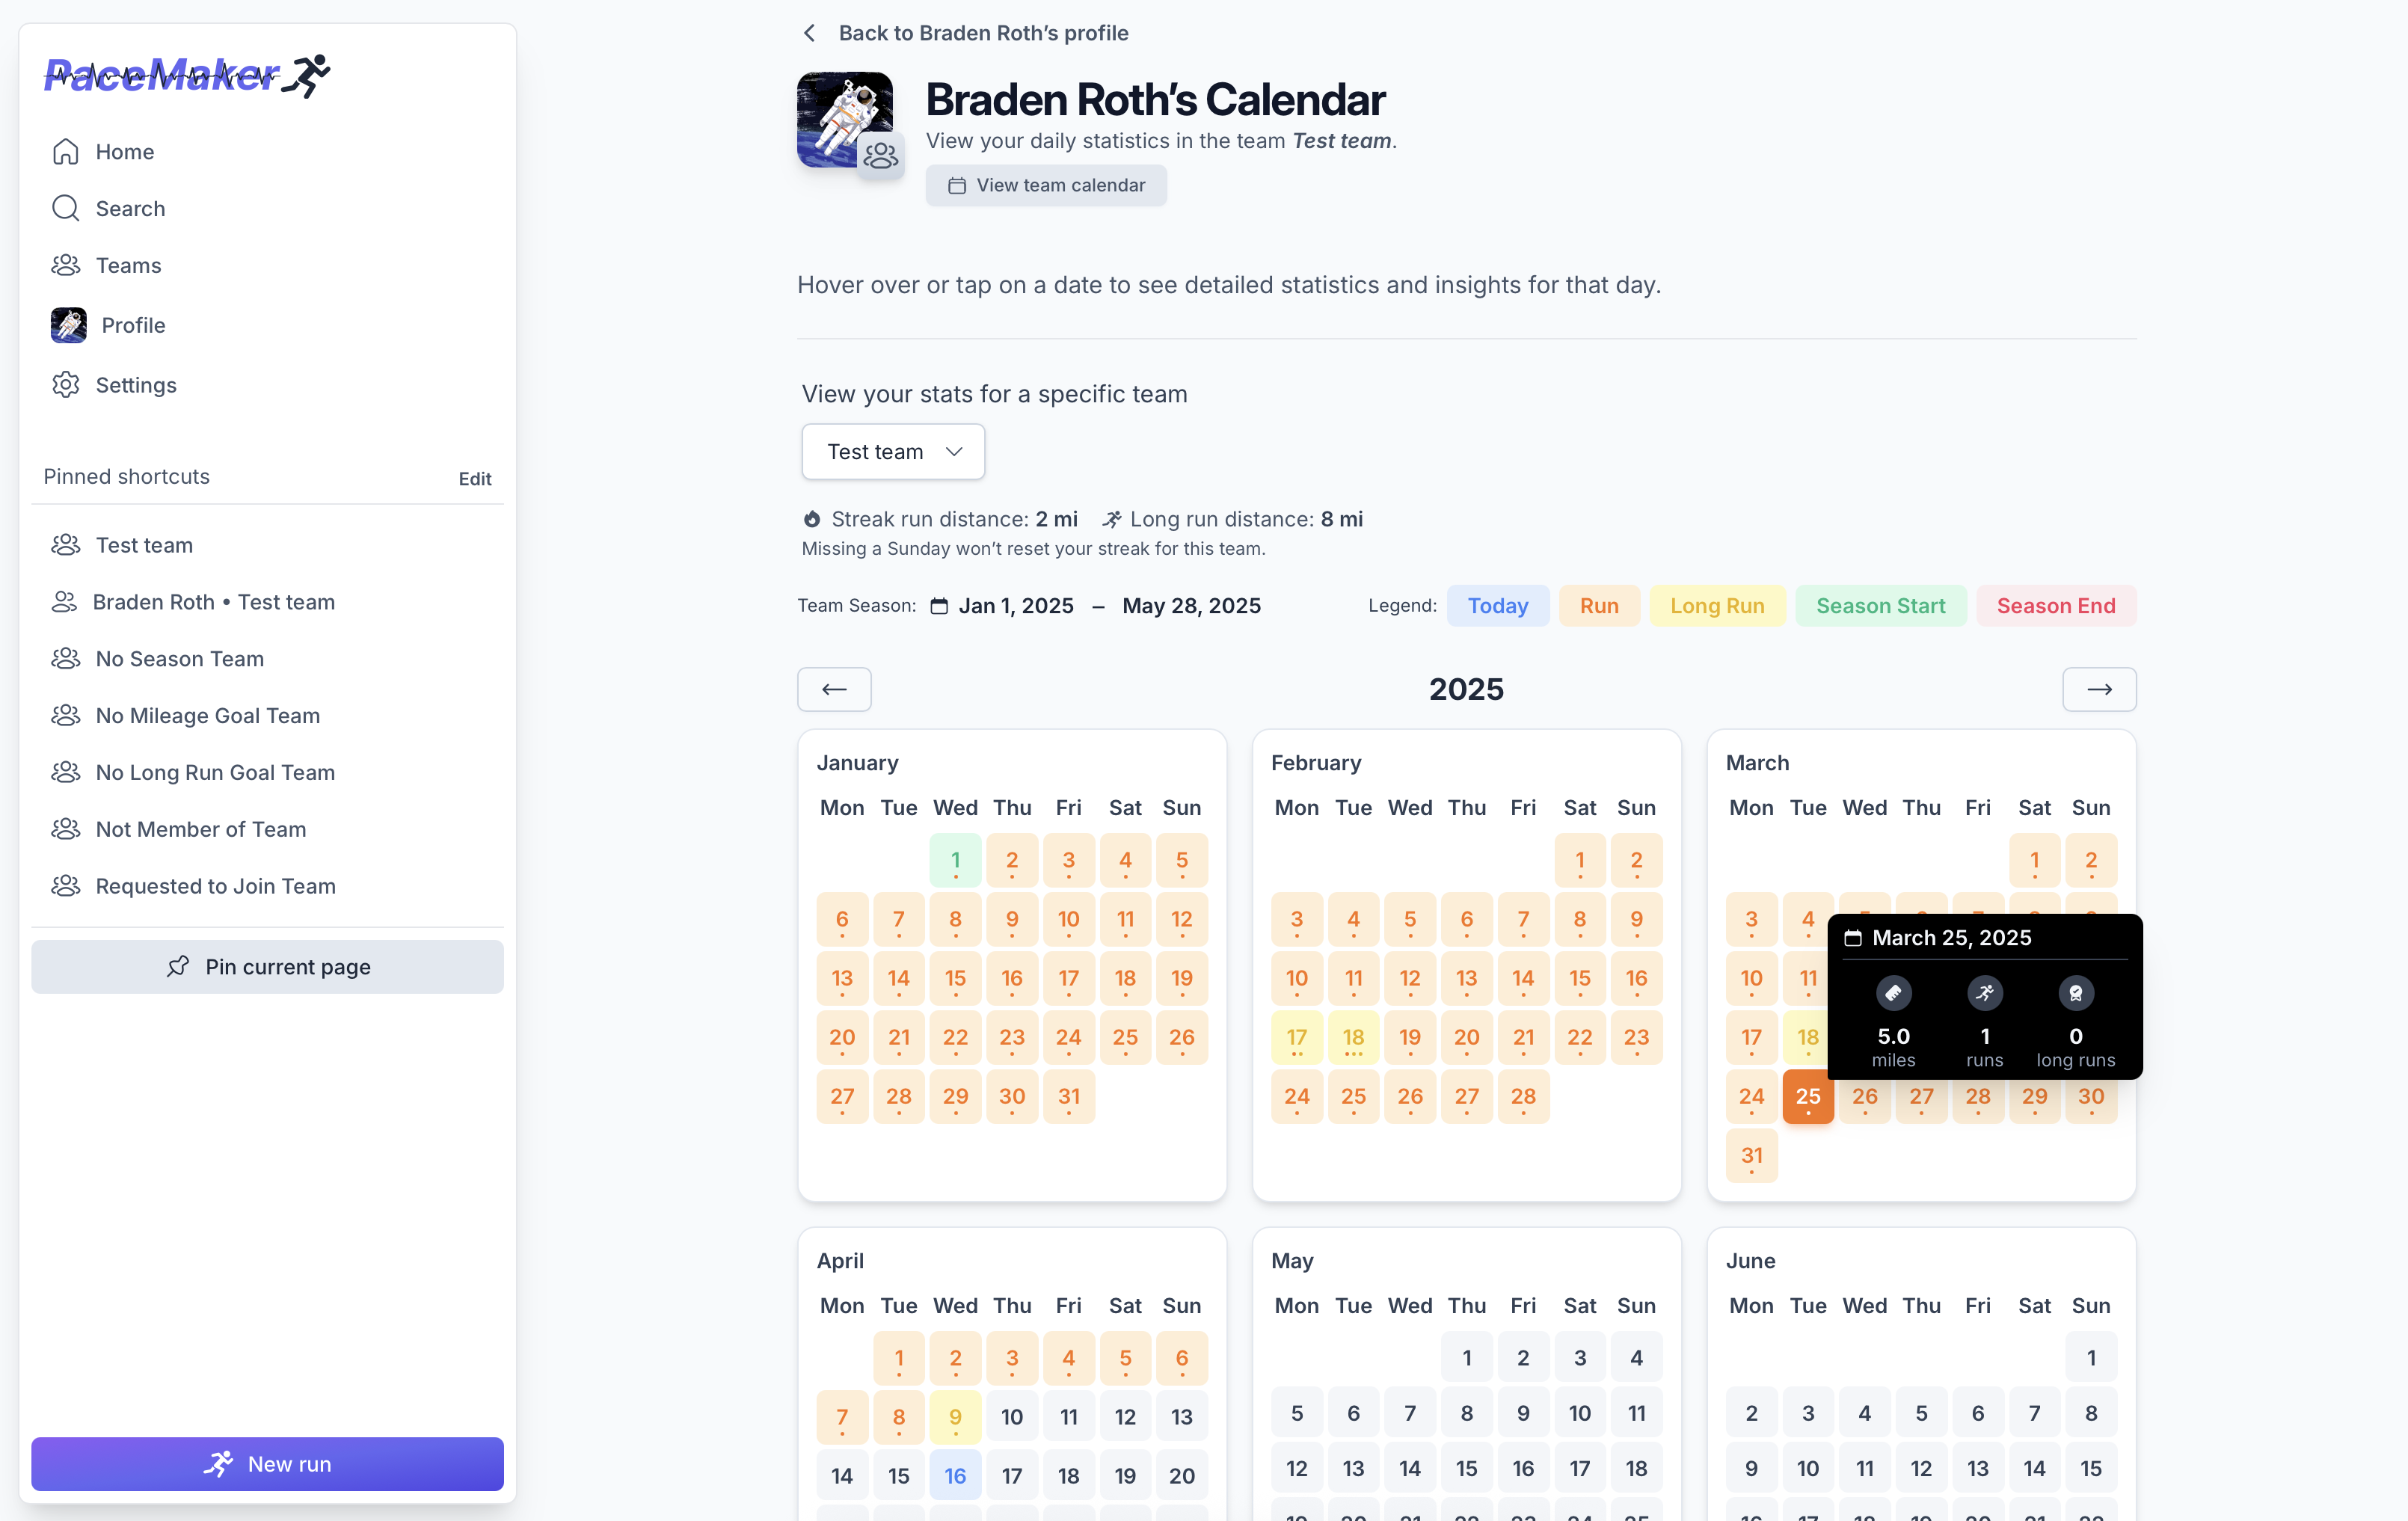 PaceMaker
Home
Search
Teams
Profile
Settings
Pinned shortcuts Edit
Test team
Braden Roth • Test team
No Season Team
No Mileage Goal Team
No Long Run Goal Team
Not Member of Team
Requested to Join Team
Pin current page
New run
Back to Braden Roth’s profile
Braden Roth’s Calendar
View your daily statistics in the team Test team.
View team calendar
Hover over or tap on a date to see detailed statistics and insights for that day.
View your stats for a specific team
Test team
Streak run distance: 2 mi Long run distance: 8 mi
Missing a Sunday won’t reset your streak for this team.
Team Season: Jan 1, 2025 – May 28, 2025 Legend: Today Run Long Run Season Start Season End
2025
January
Mon Tue Wed Thu Fri Sat Sun
1 2 3 4 5
6 7 8 9 10 11 12
13 14 15 16 17 18 19
20 21 22 23 24 25 26
27 28 29 30 31
February
Mon Tue Wed Thu Fri Sat Sun
1 2
3 4 5 6 7 8 9
10 11 12 13 14 15 16
17 18 19 20 21 22 23
24 25 26 27 28
March
Mon Tue Wed Thu Fri Sat Sun
1 2
3 4
10 11
17 18
24 25 26 27 28 29 30
31
March 25, 2025
5.0 1 0
miles runs long runs
April
Mon Tue Wed Thu Fri Sat Sun
1 2 3 4 5 6
7 8 9 10 11 12 13
14 15 16 17 18 19 20
May
Mon Tue Wed Thu Fri Sat Sun
1 2 3 4
5 6 7 8 9 10 11
12 13 14 15 16 17 18
June
Mon Tue Wed Thu Fri Sat Sun
1
2 3 4 5 6 7 8
9 10 11 12 13 14 15